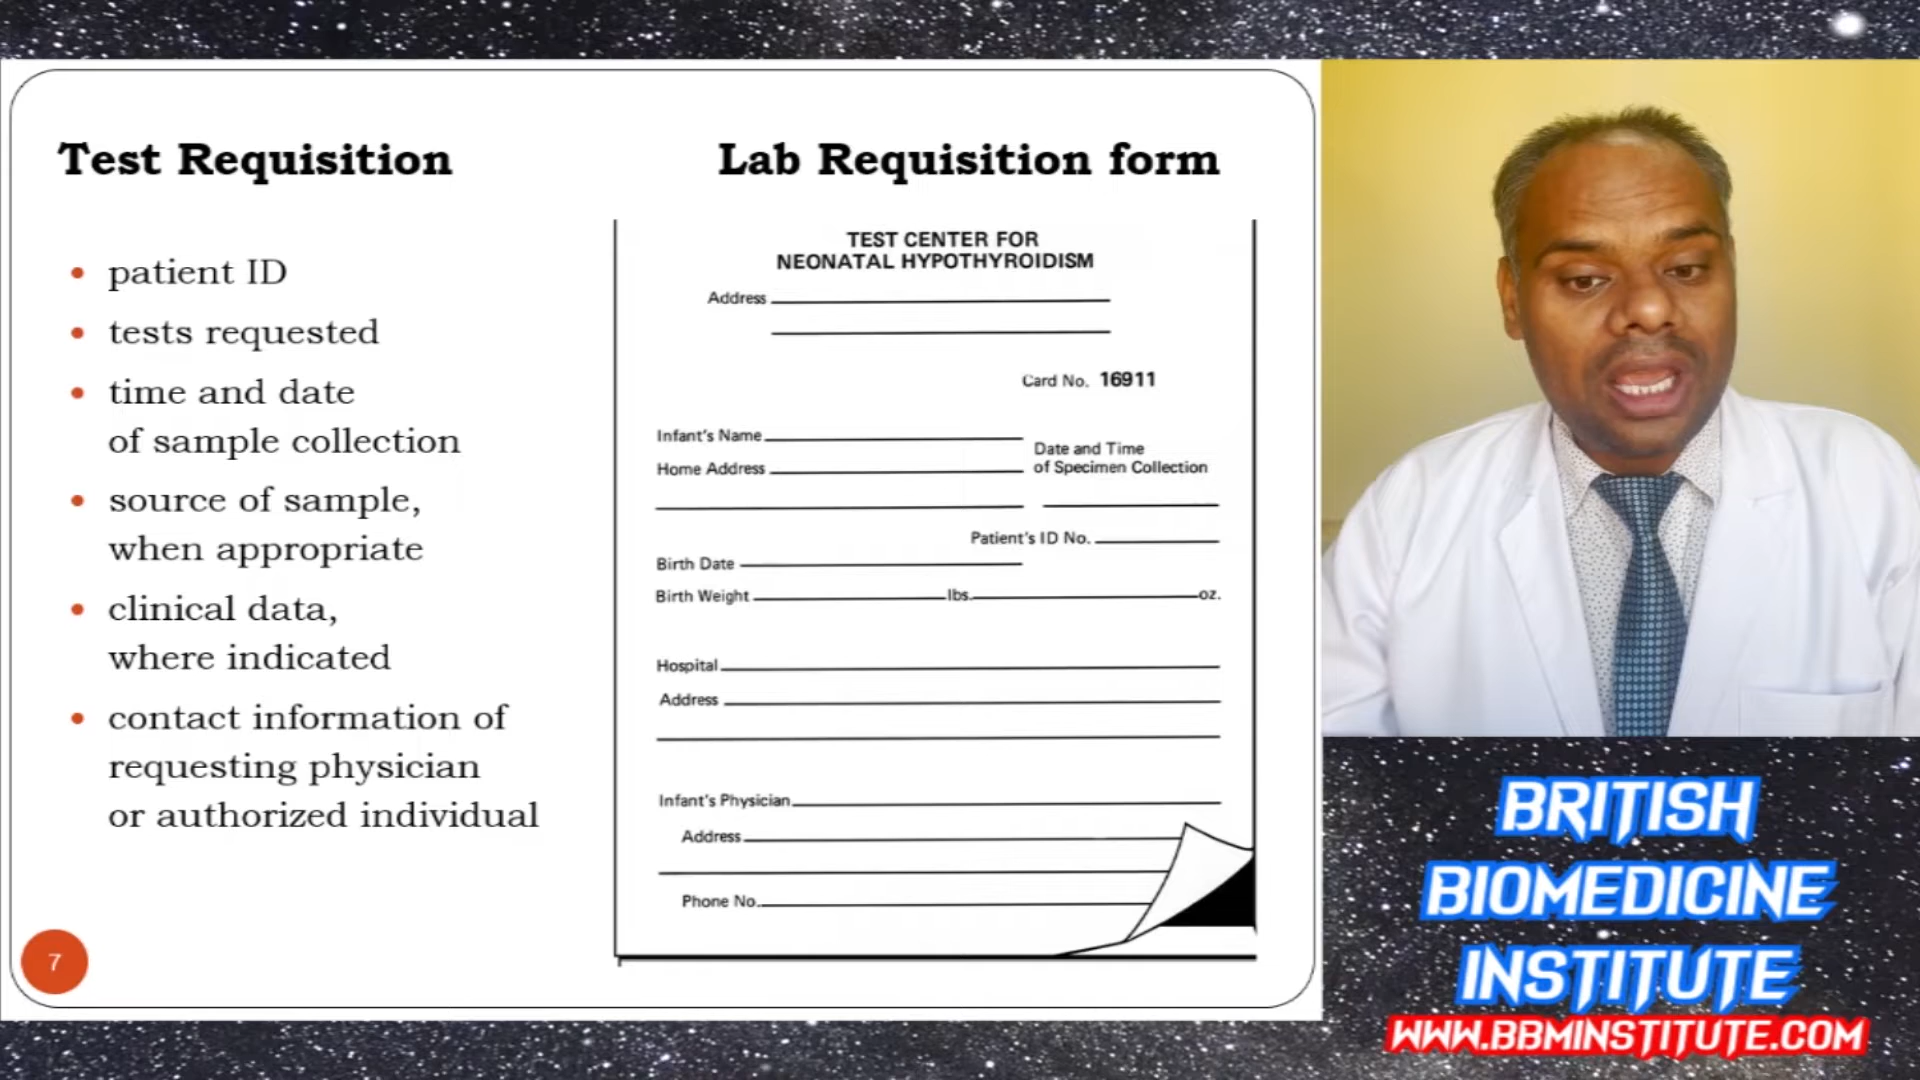 Test Requisition
• patient ID
• tests requested
• time and date
of sample collection
• source of sample,
when appropriate
• clinical data,
where indicated
• contact information of
requesting physician
or authorized individual
7
Lab Requisition form
TEST CENTER FOR
NEONATAL HYPOTHYROIDISM
Address
Card No. 16911
Infant's Name
Date and Time
of Specimen Collection
Home Address
Patient's ID No.
Birth Date
Birth Weight lbs. oz.
Hospital
Address
Infant's Physician
Address
Phone No.
BRITISH
BIOMEDICINE
INSTITUTE
WWW.BBMINSTITUTE.COM